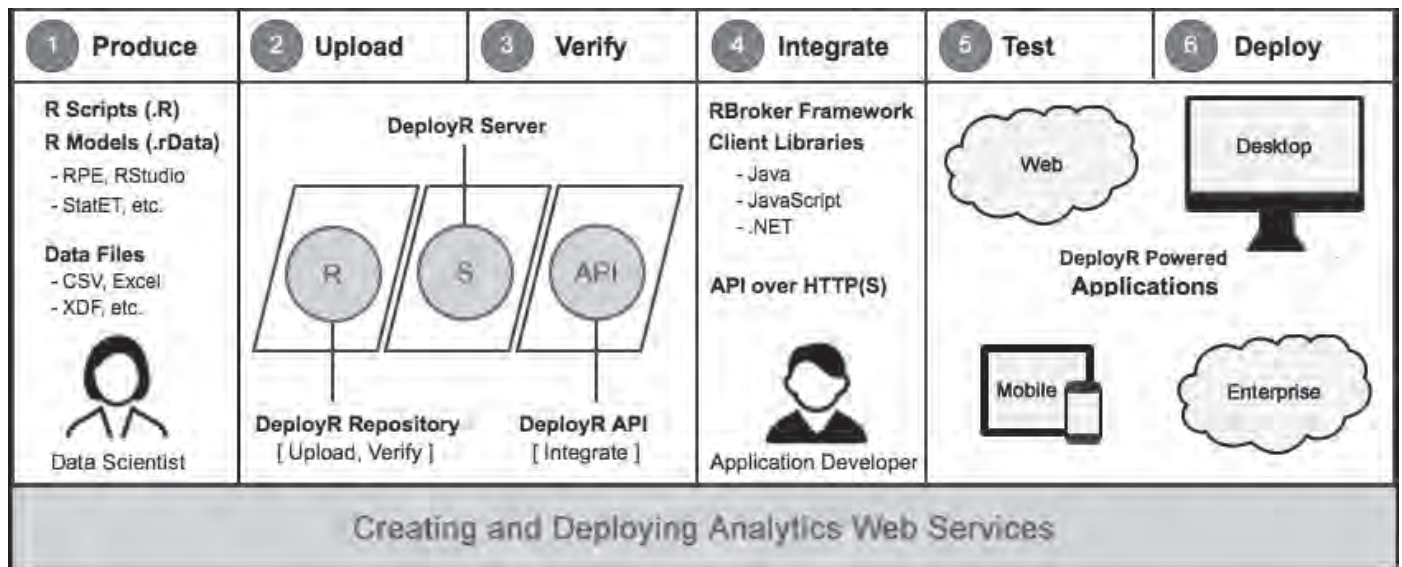 1 Produce
2 Upload
3 Verify
4 Integrate
5 Test
6 Deploy
R Scripts (.R)
R Models (.rData)
- RPE, RStudio
- StatET, etc.
Data Files
- CSV, Excel
- XDF, etc.
Data Scientist
DeployR Server
R
S
API
DeployR Repository
[ Upload, Verify ]
DeployR API
[ Integrate ]
RBroker Framework
Client Libraries
- Java
- JavaScript
- .NET
API over HTTP(S)
Application Developer
Web
Desktop
DeployR Powered
Applications
Mobile
Enterprise
Creating and Deploying Analytics Web Services